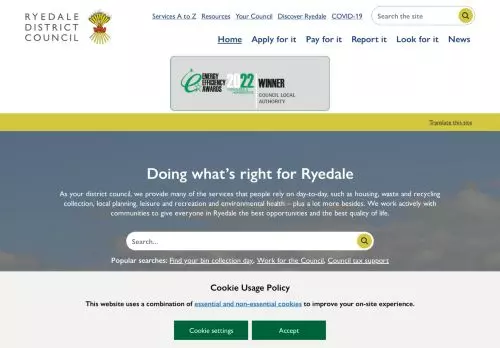 RYEDALE
DISTRICT
COUNCIL
Services A to Z Resources Your Council Discover Ryedale COVID-19
Search the site
Home Apply for it Pay for it Report it Look for it News
ENERGY
EFFICIENCY
AWARDS
2022
WINNER
COUNCIL LOCAL
AUTHORITY
Translate this site
Doing what's right for Ryedale
As your district council, we provide many of the services that people rely on day-to-day, such as housing, waste and recycling
collection, local planning, leisure and recreation and environmental health – plus a lot more besides. We work actively with
communities to give everyone in Ryedale the best opportunities and the best quality of life.
Search...
Popular searches: Find your bin collection day, Work for the Council, Council tax support
Cookie Usage Policy
This website uses a combination of essential and non-essential cookies to improve your on-site experience.
Cookie settings
Accept